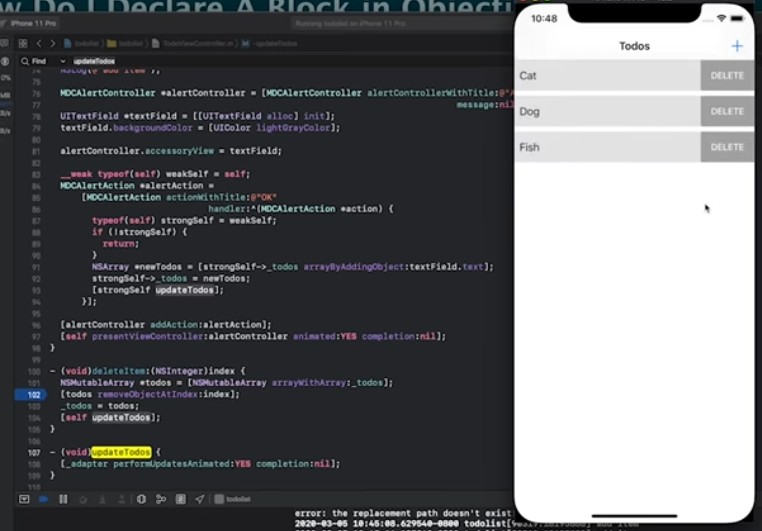 w Do I Declare A Block in Objecti
iPhone 11 Pro
Running todolist on iPhone 11 Pro
todolist
todolist
TodoViewController.m
-updateTodos
Find
updateTodos
75
76 MDCAlertController *alertController = [MDCAlertController alertControllerWithTitle:@"A
77 message:nil
78 UITextField *textField = [[UITextField alloc] init];
79 textField.backgroundColor = [UIColor lightGrayColor];
80
81 alertController.accessoryView = textField;
82
83 __weak typeof(self) weakSelf = self;
84 MDCAlertAction *alertAction =
85 [MDCAlertAction actionWithTitle:@"OK"
86 handler:^(MDCAlertAction *action) {
87 typeof(self) strongSelf = weakSelf;
88 if (!strongSelf) {
89 return;
90 }
91 NSArray *newTodos = [strongSelf->_todos arrayByAddingObject:textField.text];
92 strongSelf->_todos = newTodos;
93 [strongSelf updateTodos];
94 }];
95
96 [alertController addAction:alertAction];
97 [self presentViewController:alertController animated:YES completion:nil];
98 }
99
100 - (void)deleteItem:(NSInteger)index {
101 NSMutableArray *todos = [NSMutableArray arrayWithArray:_todos];
102 [todos removeObjectAtIndex:index];
103 _todos = todos;
104 [self updateTodos];
105 }
106
107 - (void)updateTodos {
108 [_adapter performUpdatesAnimated:YES completion:nil];
109 }
110
todolist
error: the replacement path doesn't exist
2020-03-05 10:45:08.629540-0800 todolist
add item
10:48
Todos +
Cat DELETE
Dog DELETE
Fish DELETE